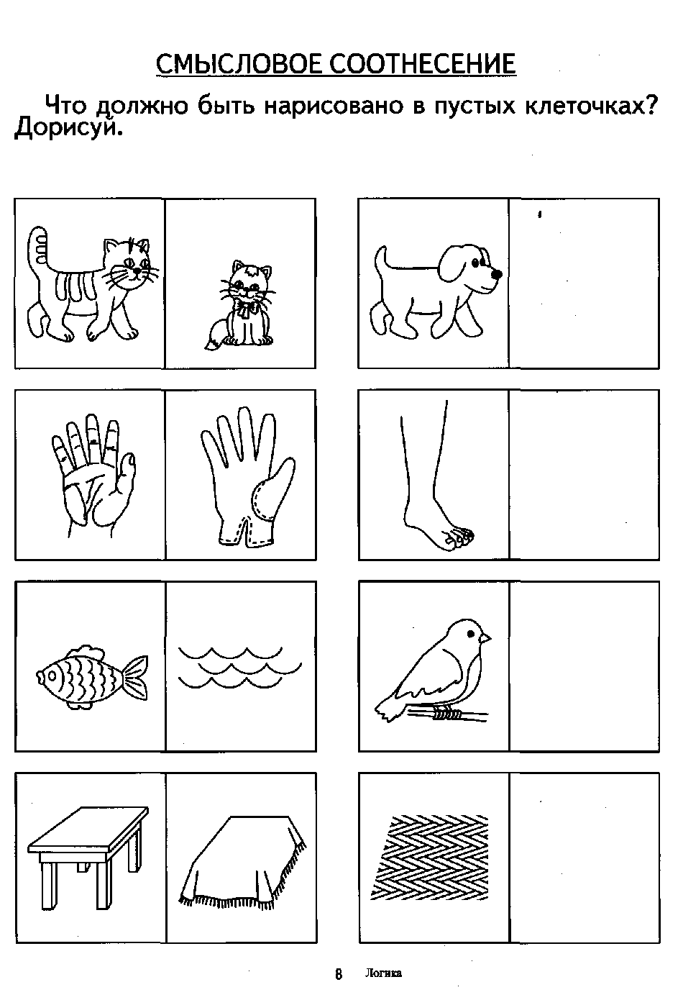 СМЫСЛОВОЕ СООТНЕСЕНИЕ
Что должно быть нарисовано в пустых клеточках?
Дорисуй.
8 Логика